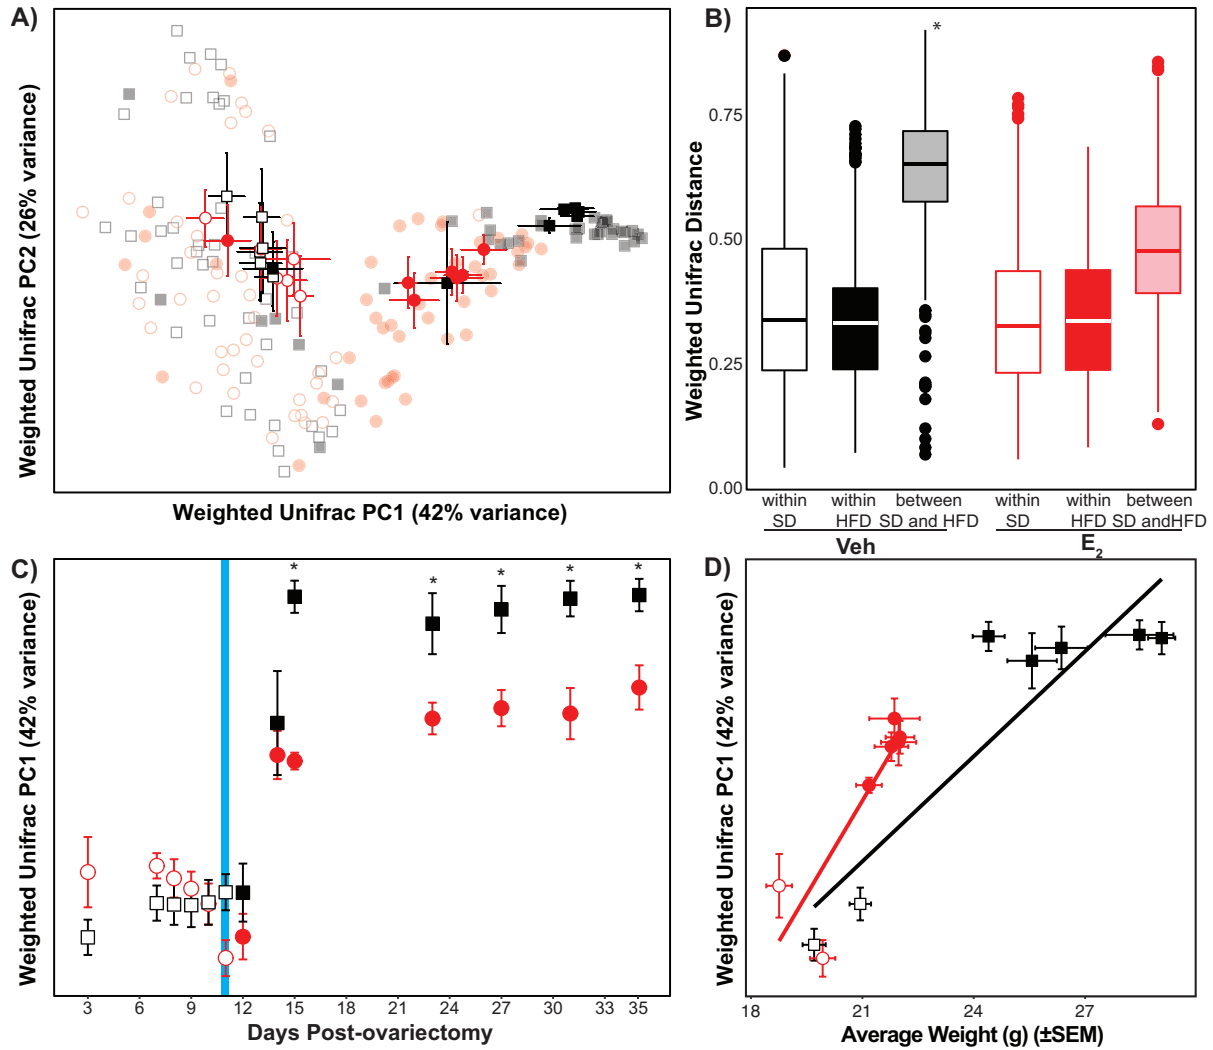 A)
Weighted Unifrac PC2 (26% variance)
Weighted Unifrac PC1 (42% variance)
B)
Weighted Unifrac Distance
*
0.75
0.50
0.25
0.00
within within between within within between
SD HFD SD and HFD SD HFD SD andHFD
Veh E2
C)
Weighted Unifrac PC1 (42% variance)
* * * * *
3 6 9 12 15 18 21 24 27 30 33 35
Days Post-ovariectomy
D)
Weighted Unifrac PC1 (42% variance)
18 21 24 27
Average Weight (g) (±SEM)